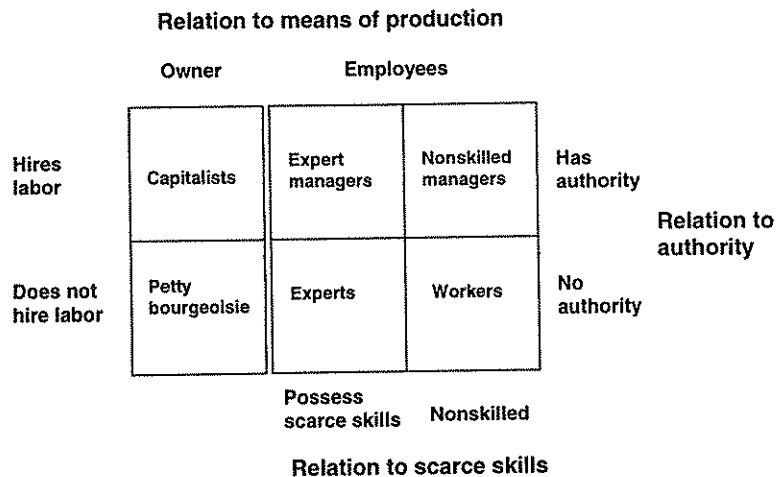 Relation to means of production
Owner
Employees
Hires
labor
Capitalists
Expert
managers
Nonskilled
managers
Has
authority
Relation to
authority
Does not
hire labor
Petty
bourgeoisie
Experts
Workers
No
authority
Possess
scarce skills
Nonskilled
Relation to scarce skills